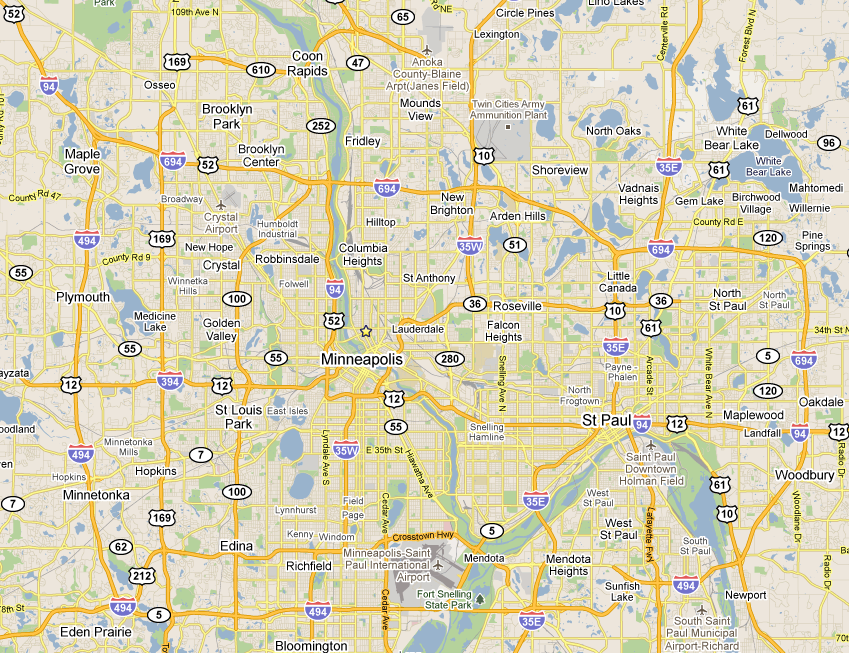 52
109th Ave N
Park
65
NE
Circle Pines
Lino Lakes
Centerville Rd
Forest Blvd N
Lexington
Coon
Rapids
169
610
47
Anoka
County-Blaine
Arpt(Janes Field)
94
Osseo
Brooklyn
Park
252
Mounds
View
Twin Cities Army
Ammunition Plant
61
North Oaks
White
Bear Lake
Dellwood
96
Fridley
Maple
Grove
694
52
Brooklyn
Center
10
Shoreview
35E
61
White
Bear Lake
County Rd 47
Broadway
694
New
Brighton
Vadnais
Heights
Gem Lake
Birchwood
Village
Mahtomedi
Willernie
Crystal
Airport
Humboldt
Industrial
Hilltop
Arden Hills
County Rd E
494
169
New Hope
Columbia
Heights
35W
51
694
120
Pine
Springs
55
County Rd 9
Crystal
Robbinsdale
St Anthony
Little
Canada
Winnetka
Hills
Folwell
94
Plymouth
100
36
Roseville
10
36
North
St Paul
North
St Paul
Medicine
Lake
Golden
Valley
52
Lauderdale
Falcon
Heights
61
34th St N
55
55
Minneapolis
280
35E
5
694
ayzata
12
394
12
Snelling Ave N
Payne -
Phalen
Arcade St
White Bear Ave N
120
St Louis
Park
East Isles
12
North
Frogtown
Oakdale
oodland
55
Snelling
Hamline
St Paul
94
12
Maplewood
Landfall
94
12
Minnetonka
Mills
494
7
Lyndale Ave S
35W
E 35th St
Hiawatha Ave
Saint Paul
Downtown
Holman Field
Radio Dr
Hopkins
Hopkins
Woodbury
7
Minnetonka
100
Cedar Ave
35E
West
St Paul
61
Woodlane Dr
169
Lynnhurst
Field
Page
10
62
Edina
Kenny
Windom
Crosstown Hwy
5
West
St Paul
Lafayette Fwy
South
St Paul
212
Richfield
Minneapolis-Saint
Paul International
Airport
Mendota
Mendota
Heights
Radio Dr
78th St
494
5
494
Cedar Ave
Fort Snelling
State Park
Sunfish
Lake
494
Newport
Eden Prairie
Bloomington
35E
South Saint
Paul Municipal
Airport-Richard
70t